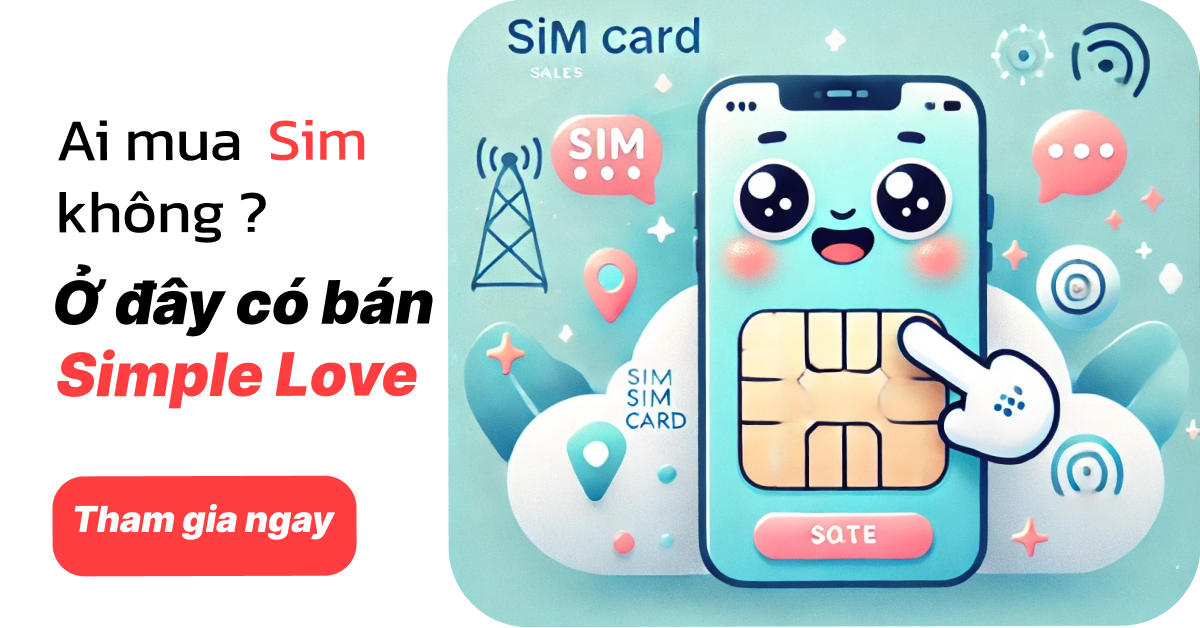 Ai mua Sim
không ?
Ở đây có bán
Simple Love
Tham gia ngay
SiM card
SALES
SIM
SIM
SIM
CARD
SOTE